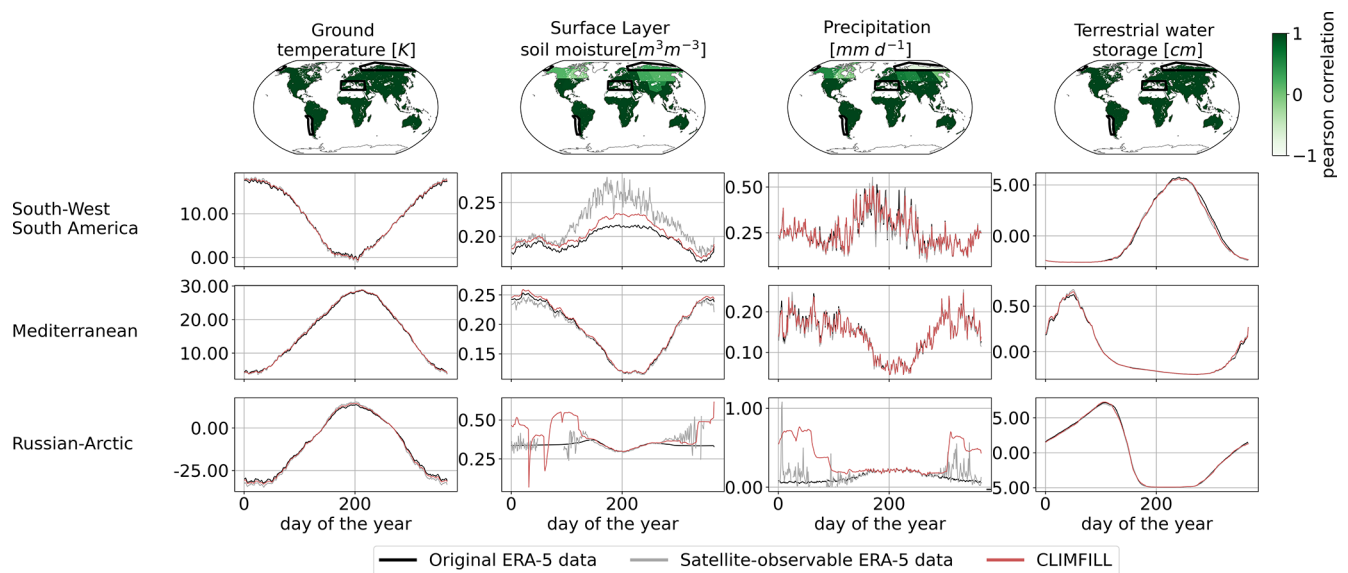 Ground
temperature [K]
Surface Layer
soil moisture[m³m⁻³]
Precipitation
[mm d⁻¹]
Terrestrial water
storage [cm]
1
0
−1
pearson correlation
South-West
South America
10.00
0.00
0.25
0.20
0.50
0.25
5.00
0.00
Mediterranean
30.00
20.00
10.00
0.25
0.20
0.15
0.20
0.10
0.50
0.00
Russian-Arctic
0.00
−25.00
0.50
0.25
1.00
0.00
5.00
0.00
−5.00
0 200
0 200
0 200
0 200
day of the year
day of the year
day of the year
day of the year
Original ERA-5 data
Satellite-observable ERA-5 data
CLIMFILL